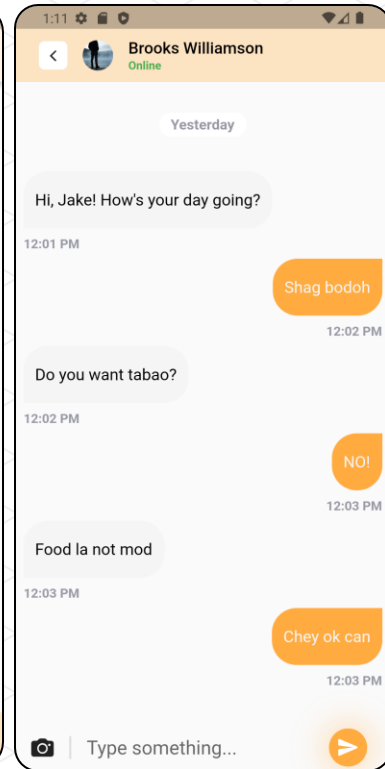 1:11
Brooks Williamson
Online
Yesterday
Hi, Jake! How's your day going?
12:01 PM
Shag bodoh
12:02 PM
Do you want tabao?
12:02 PM
NO!
12:03 PM
Food la not mod
12:03 PM
Chey ok can
12:03 PM
Type something...